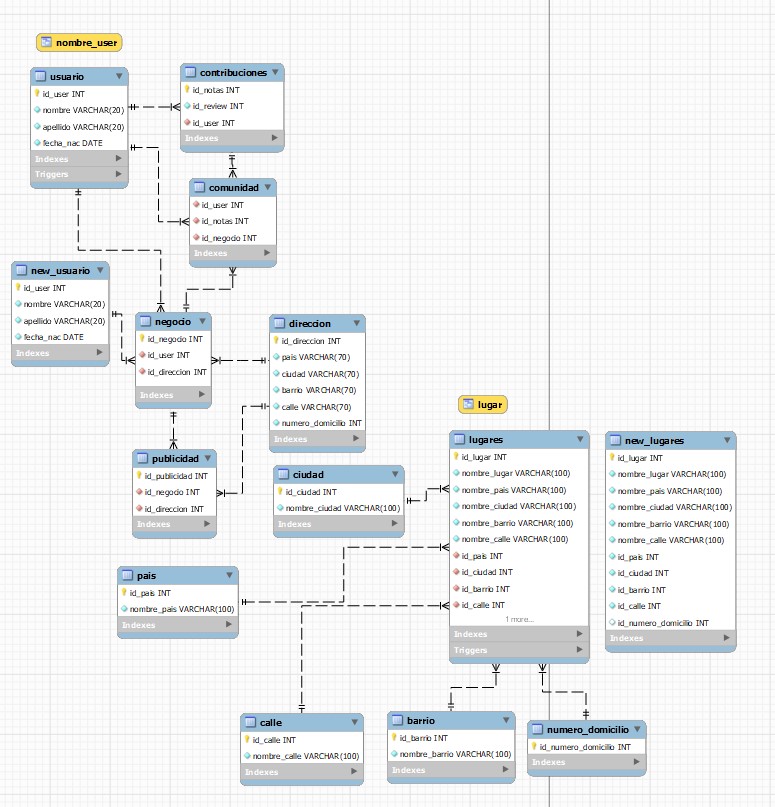 nombre_user
usuario
id_user INT
nombre VARCHAR(20)
apellido VARCHAR(20)
fecha_nac DATE
Indexes
Triggers
contribuciones
id_notas INT
id_review INT
id_user INT
Indexes
comunidad
id_user INT
id_notas INT
id_negocio INT
Indexes
new_usuario
id_user INT
nombre VARCHAR(20)
apellido VARCHAR(20)
fecha_nac DATE
Indexes
negocio
id_negocio INT
id_user INT
id_direccion INT
Indexes
direccion
id_direccion INT
pais VARCHAR(70)
ciudad VARCHAR(70)
barrio VARCHAR(70)
calle VARCHAR(70)
numero_domicilio INT
Indexes
publicidad
id_publicidad INT
id_negocio INT
id_direccion INT
Indexes
ciudad
id_ciudad INT
nombre_ciudad VARCHAR(100)
Indexes
lugar
lugares
id_lugar INT
nombre_lugar VARCHAR(100)
nombre_pais VARCHAR(100)
nombre_ciudad VARCHAR(100)
nombre_barrio VARCHAR(100)
nombre_calle VARCHAR(100)
id_pais INT
id_ciudad INT
id_barrio INT
id_calle INT
1 more...
Indexes
Triggers
new_lugares
id_lugar INT
nombre_lugar VARCHAR(100)
nombre_pais VARCHAR(100)
nombre_ciudad VARCHAR(100)
nombre_barrio VARCHAR(100)
nombre_calle VARCHAR(100)
id_pais INT
id_ciudad INT
id_barrio INT
id_calle INT
id_numero_domicilio INT
Indexes
pais
id_pais INT
nombre_pais VARCHAR(100)
Indexes
calle
id_calle INT
nombre_calle VARCHAR(100)
Indexes
barrio
id_barrio INT
nombre_barrio VARCHAR(100)
Indexes
numero_domicilio
id_numero_domicilio INT
Indexes